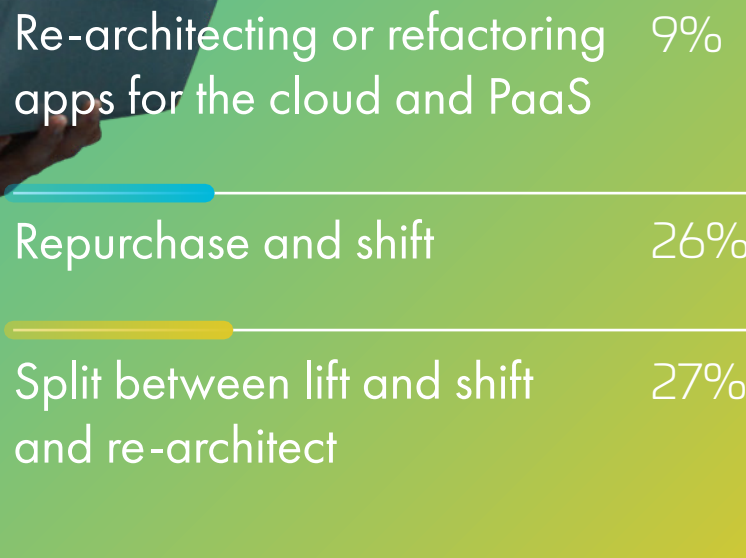 Re-architecting or refactoring 9%
apps for the cloud and PaaS
Repurchase and shift 26%
Split between lift and shift 27%
and re-architect